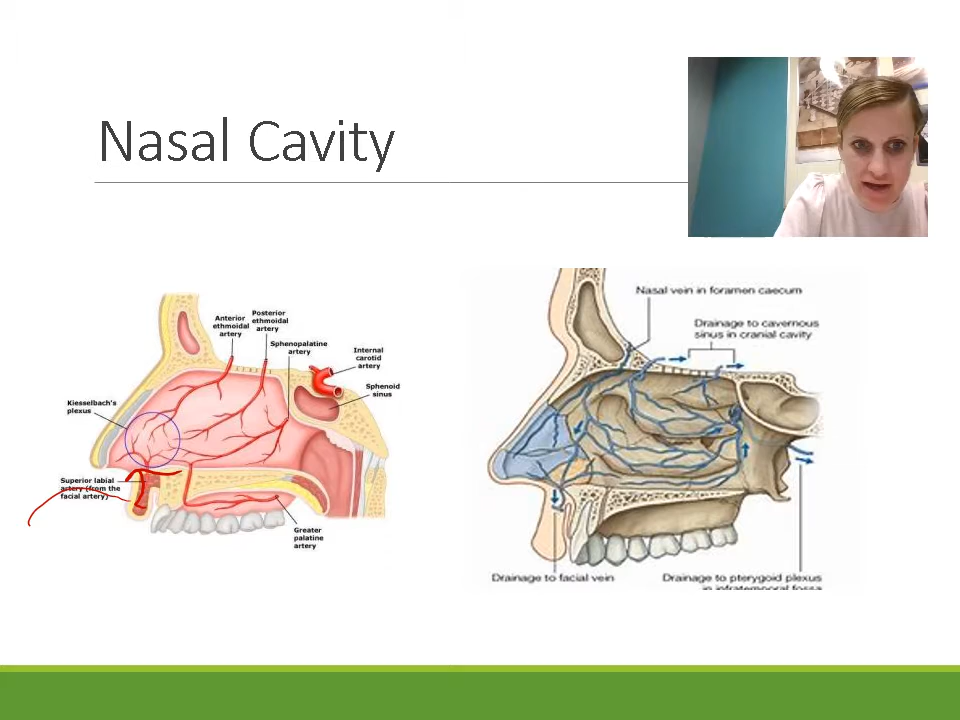 Nasal Cavity
Anterior
ethmoidal
artery
Posterior
ethmoidal
artery
Sphenopalatine
artery
Internal
carotid
artery
Sphenoid
sinus
Kiesselbach's
plexus
Superior labial
artery (from the
facial artery)
Greater
palatine
artery
Nasal vein in foramen caecum
Drainage to cavernous
sinus in cranial cavity
Drainage to facial vein
Drainage to pterygoid plexus
in infratemporal fossa